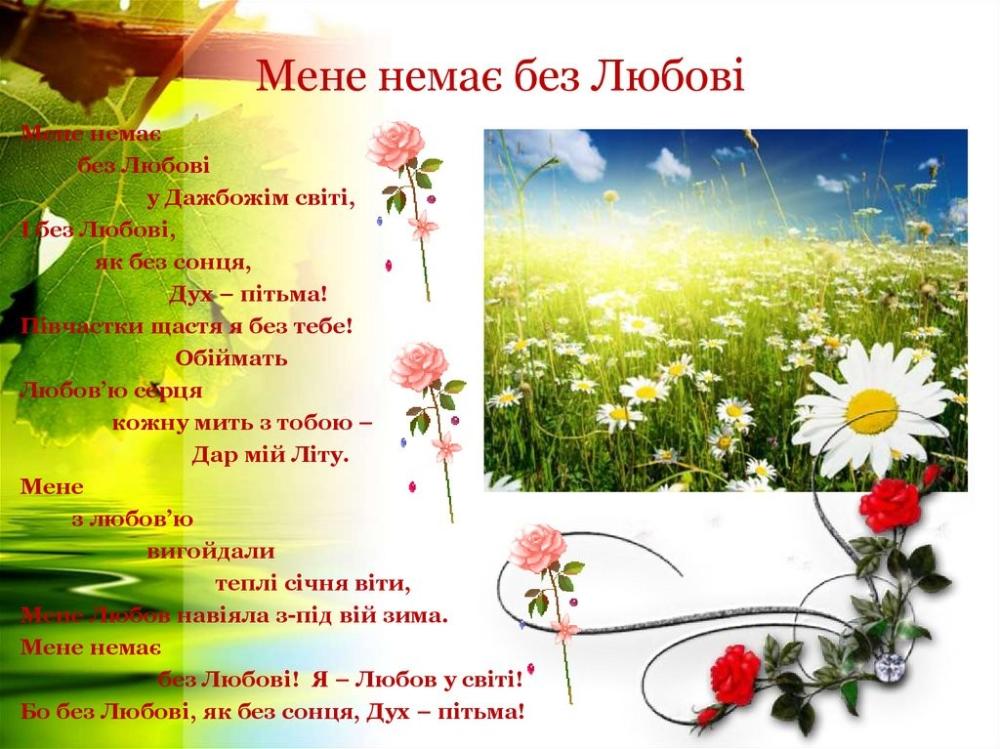 Мене немає без Любові
Мене немає
без Любові
у Дажбожім світі,
І без Любові,
як без сонця,
Дух – пітьма!
Півчастки щастя я без тебе!
Обіймать
Любов’ю серця
кожну мить з тобою –
Дар мій Літу.
Мене
з любов’ю
вигойдали
теплі січня віти,
Мене Любов навіяла з-під вій зима.
Мене немає
без Любові!  Я – Любов у світі!
Бо без Любові, як без сонця, Дух – пітьма!